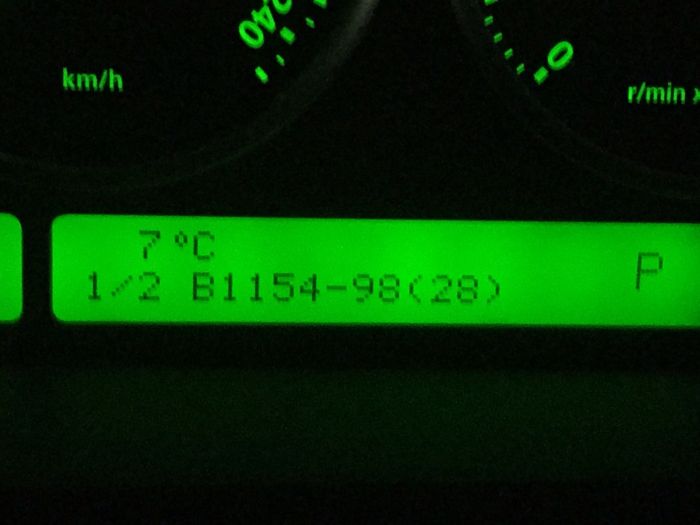 240
0
km/h
r/min x
7 °C
P
1/2 B1154-98(28)